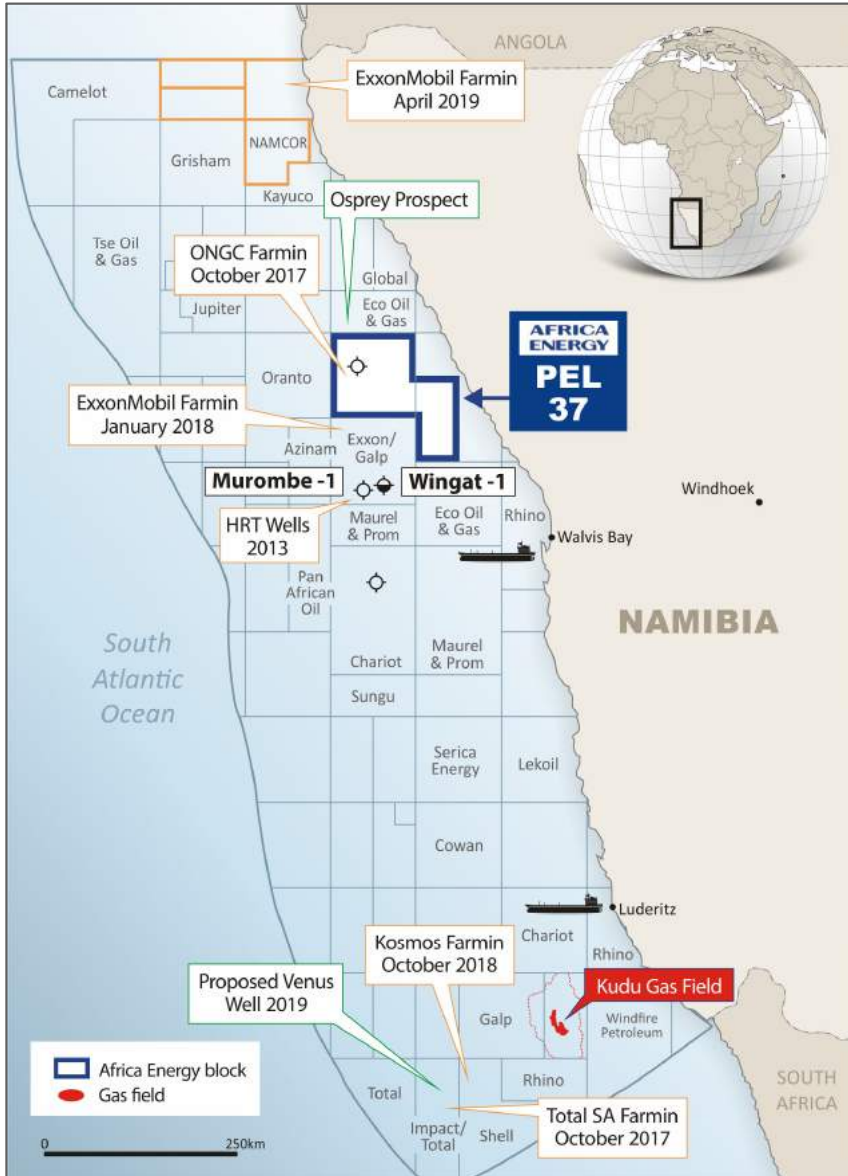 ANGOLA
Camelot
ExxonMobil Farmin
April 2019
Grisham
NAMCOR
Kayuco
Osprey Prospect
Tse Oil
& Gas
ONGC Farmin
October 2017
Global
Jupiter
Eco Oil
& Gas
AFRICA
ENERGY
PEL
37
Oranto
ExxonMobil Farmin
January 2018
Azinam
Exxon/
Galp
Murombe -1
Wingat -1
Windhoek
HRT Wells
2013
Maurel
& Prom
Eco Oil
& Gas
Rhino
Walvis Bay
Pan
African
Oil
NAMIBIA
South
Atlantic
Ocean
Chariot
Maurel
& Prom
Sungu
Serica
Energy
Lekoil
Cowan
Luderitz
Chariot
Kosmos Farmin
October 2018
Rhino
Proposed Venus
Well 2019
Kudu Gas Field
Galp
Windfire
Petroleum
Africa Energy block
Gas field
Total
Rhino
SOUTH
AFRICA
Impact/
Total
Shell
Total SA Farmin
October 2017
0
250km